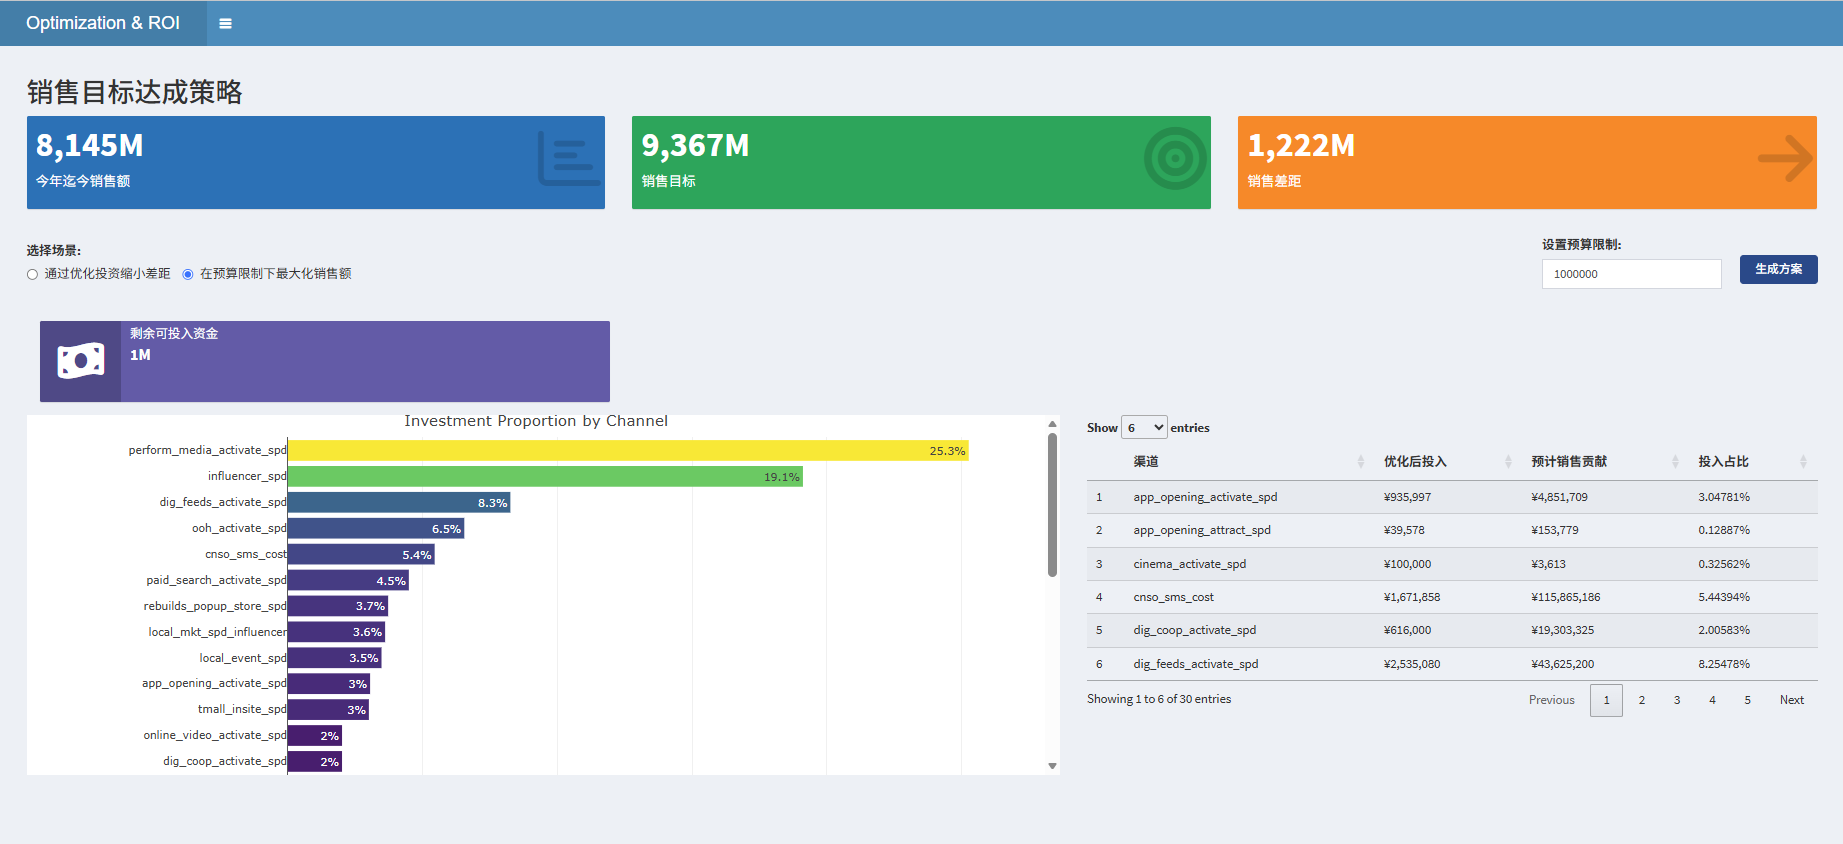 Optimization & ROI
销售目标达成策略
8,145M
今年迄今销售额
9,367M
销售目标
1,222M
销售差距
选择场景:
通过优化投资缩小差距 在预算限制下最大化销售额
设置预算限制:
1000000
生成方案
剩余可投入资金
1M
Investment Proportion by Channel
perform_media_activate_spd 25.3%
influencer_spd 19.1%
dig_feeds_activate_spd 8.3%
ooh_activate_spd 6.5%
cnso_sms_cost 5.4%
paid_search_activate_spd 4.5%
rebuilds_popup_store_spd 3.7%
local_mkt_spd_influencer 3.6%
local_event_spd 3.5%
app_opening_activate_spd 3%
tmall_insite_spd 3%
online_video_activate_spd 2%
dig_coop_activate_spd 2%
Show 6 entries
渠道 优化后投入 预计销售贡献 投入占比
1 app_opening_activate_spd ¥935,997 ¥4,851,709 3.04781%
2 app_opening_attract_spd ¥39,578 ¥153,779 0.12887%
3 cinema_activate_spd ¥100,000 ¥3,613 0.32562%
4 cnso_sms_cost ¥1,671,858 ¥115,865,186 5.44394%
5 dig_coop_activate_spd ¥616,000 ¥19,303,325 2.00583%
6 dig_feeds_activate_spd ¥2,535,080 ¥43,625,200 8.25478%
Showing 1 to 6 of 30 entries
Previous 1 2 3 4 5 Next